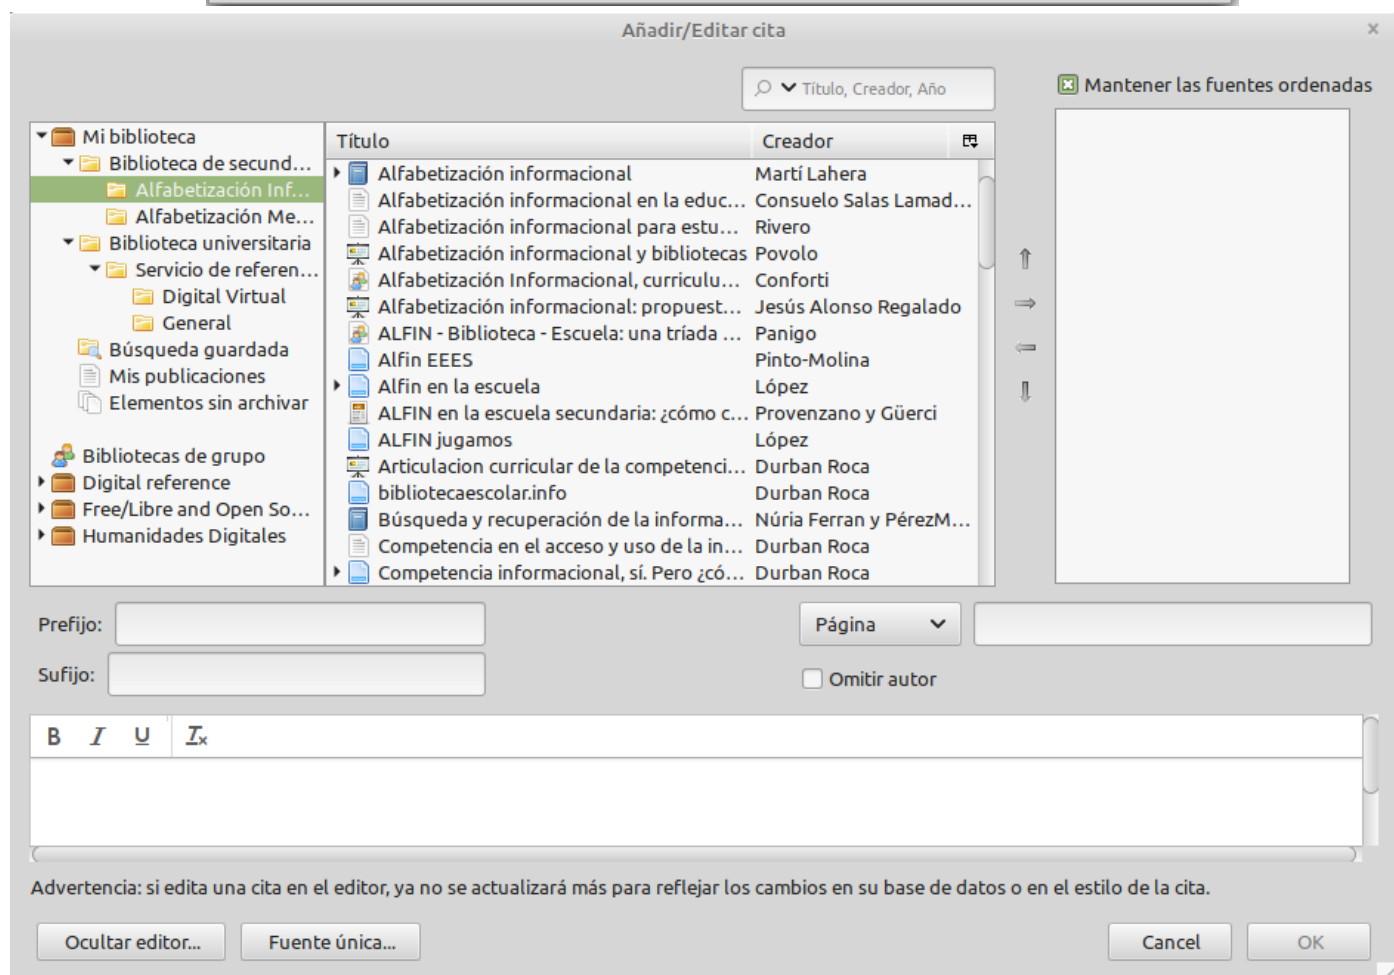 Añadir/Editar cita
Título, Creador, Año
Mantener las fuentes ordenadas
Mi biblioteca
Biblioteca de secund...
Alfabetización Inf...
Alfabetización Me...
Biblioteca universitaria
Servicio de referen...
Digital Virtual
General
Búsqueda guardada
Mis publicaciones
Elementos sin archivar
Bibliotecas de grupo
Digital reference
Free/Libre and Open So...
Humanidades Digitales
Título Creador
Alfabetización informacional Martí Lahera
Alfabetización informacional en la educ... Consuelo Salas Lamad...
Alfabetización informacional para estu... Rivero
Alfabetización informacional y bibliotecas Povolo
Alfabetización Informacional, curriculu... Conforti
Alfabetización informacional: propuest... Jesús Alonso Regalado
ALFIN - Biblioteca - Escuela: una tríada ... Panigo
Alfin EEES Pinto-Molina
Alfin en la escuela López
ALFIN en la escuela secundaria: ¿cómo c... Provenzano y Güerci
ALFIN jugamos López
Articulacion curricular de la competenci... Durban Roca
bibliotecaescolar.info Durban Roca
Búsqueda y recuperación de la informa... Núria Ferran y PérezM...
Competencia en el acceso y uso de la in... Durban Roca
Competencia informacional, sí. Pero ¿có... Durban Roca
Prefijo:
Página
Sufijo:
Omitir autor
B I U Tx
Advertencia: si edita una cita en el editor, ya no se actualizará más para reflejar los cambios en su base de datos o en el estilo de la cita.
Ocultar editor... Fuente única... Cancel OK